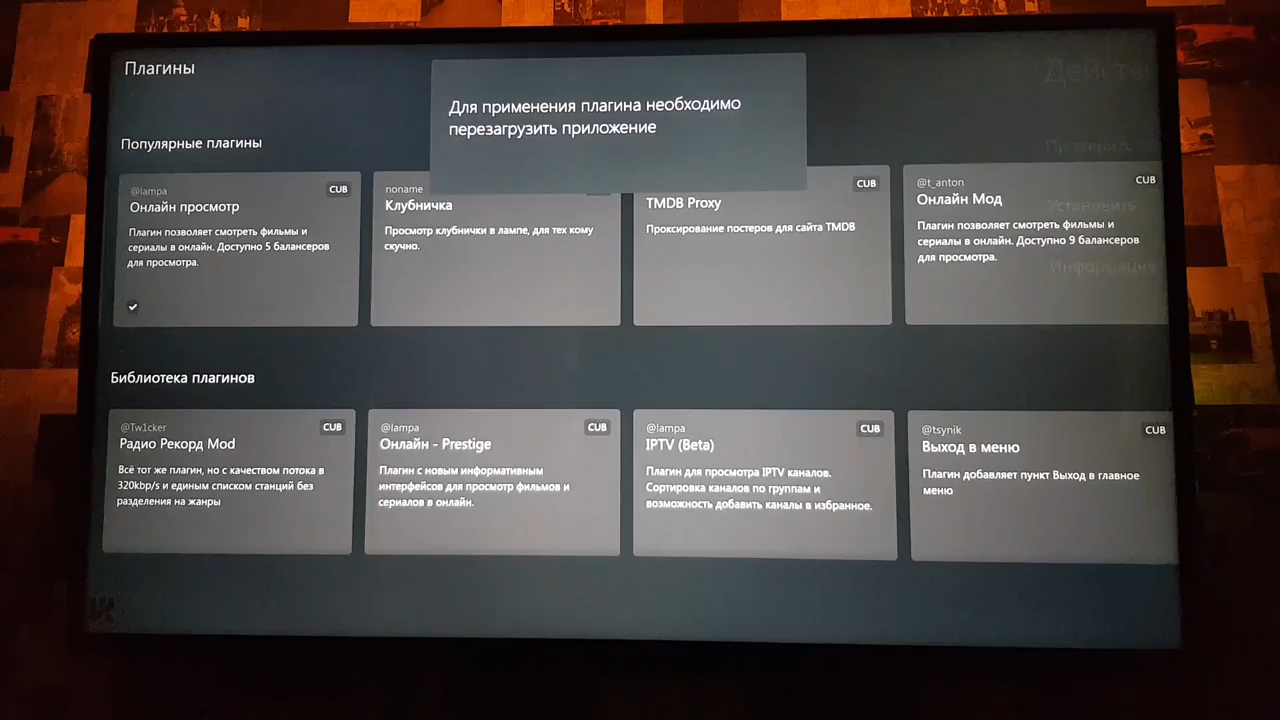 Плагины
Для применения плагина необходимо
перезагрузить приложение
Популярные плагины
@lampa
CUB
Онлайн просмотр
Плагин позволяет смотреть фильмы и
сериалы в онлайн. Доступно 5 балансеров
для просмотра.
noname
Клубничка
Просмотр клубнички в лампе, для тех кому
скучно.
CUB
TMDB Proxy
Проксирование постеров для сайта TMDB
@t_anton
CUB
Онлайн Мод
Плагин позволяет смотреть фильмы и
сериалы в онлайн. Доступно 9 балансеров
для просмотра.
Установить
Информация
Библиотека плагинов
@Tw1cker
CUB
Радио Рекорд Mod
Всё тот же плагин, но с качеством потока в
320kbp/s и единым списком станций без
разделения на жанры
@lampa
CUB
Онлайн - Prestige
Плагин с новым информативным
интерфейсов для просмотр фильмов и
сериалов в онлайн.
@lampa
CUB
IPTV (Beta)
Плагин для просмотра IPTV каналов.
Сортировка каналов по группам и
возможность добавить каналы в избранное.
@tsynik
CUB
Выход в меню
Плагин добавляет пункт Выход в главное
меню